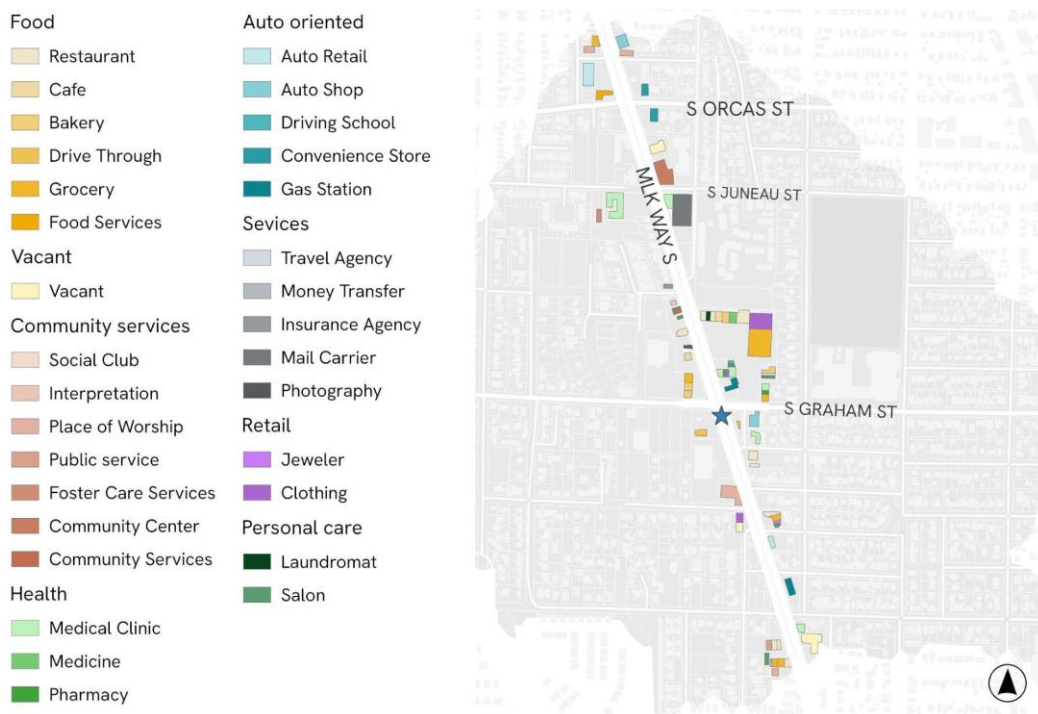 Food
Restaurant
Cafe
Bakery
Drive Through
Grocery
Food Services
Vacant
Vacant
Community services
Social Club
Interpretation
Place of Worship
Public service
Foster Care Services
Community Center
Community Services
Health
Medical Clinic
Medicine
Pharmacy
Auto oriented
Auto Retail
Auto Shop
Driving School
Convenience Store
Gas Station
Sevices
Travel Agency
Money Transfer
Insurance Agency
Mail Carrier
Photography
Retail
Jeweler
Clothing
Personal care
Laundromat
Salon
S ORCAS ST
S JUNEAU ST
MLK WAY S
S GRAHAM ST